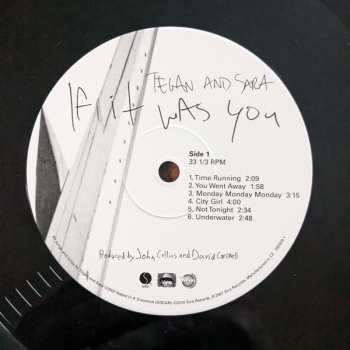 TEGAN AND SARA
If it was you
Side 1
33 1/3 RPM
1. Time Running 2:09
2. You Went Away 1:58
3. Monday Monday Monday 3:15
4. City Girl 4:00
5. Not Tonight 2:34
6. Underwater 2:48
Produced by John Collins and David Carswell